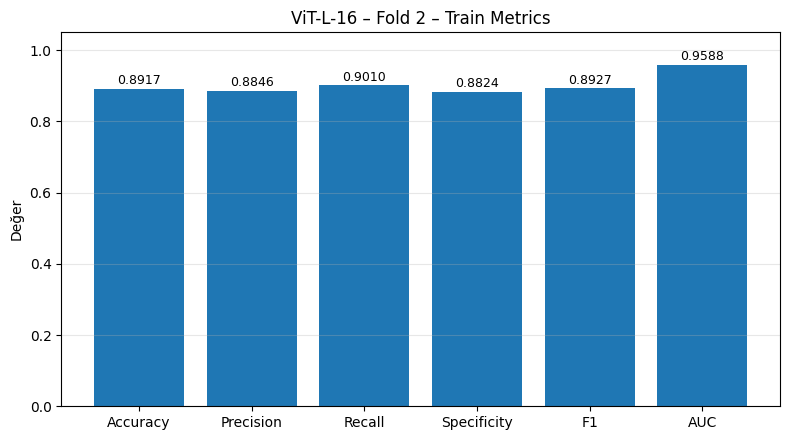 ViT-L-16 – Fold 2 – Train Metrics
Değer
1.0
0.8
0.6
0.4
0.2
0.0
0.8917
0.8846
0.9010
0.8824
0.8927
0.9588
Accuracy
Precision
Recall
Specificity
F1
AUC